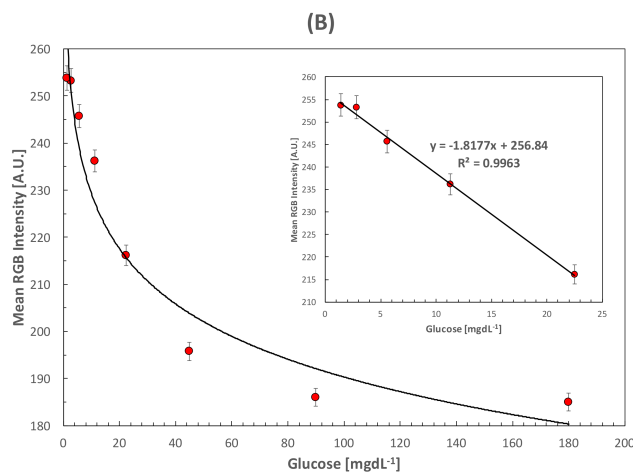 (B)
Mean RGB Intensity [A.U.]
260
250
240
230
220
210
200
190
180
0 20 40 60 80 100 120 140 160 180 200
Glucose [mgdL⁻¹]
Mean RGB Intensity [A.U.]
260
255
250
245
240
235
230
225
220
215
210
0 5 10 15 20 25
Glucose [mgdL⁻¹]
y = -1.8177x + 256.84
R² = 0.9963